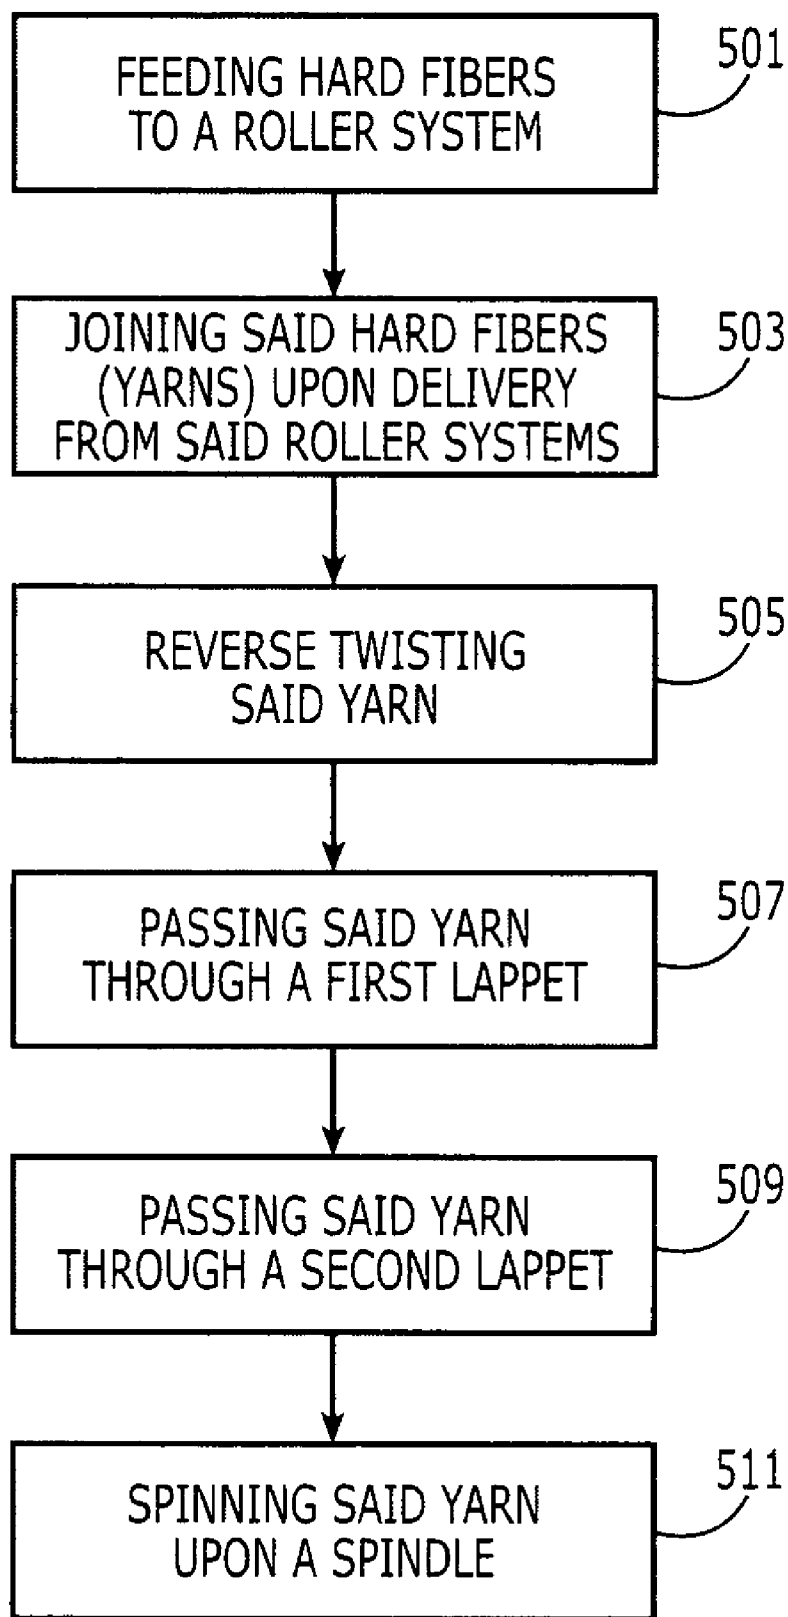 501
FEEDING HARD FIBERS
TO A ROLLER SYSTEM
503
JOINING SAID HARD FIBERS
(YARNS) UPON DELIVERY
FROM SAID ROLLER SYSTEMS
505
REVERSE TWISTING
SAID YARN
507
PASSING SAID YARN
THROUGH A FIRST LAPPET
509
PASSING SAID YARN
THROUGH A SECOND LAPPET
511
SPINNING SAID YARN
UPON A SPINDLE